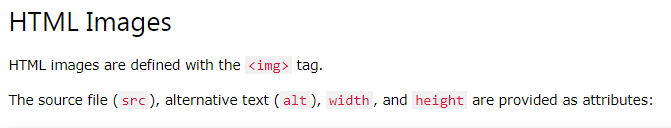 HTML Images
HTML images are defined with the <img> tag.
The source file (src), alternative text (alt), width, and height are provided as attributes: